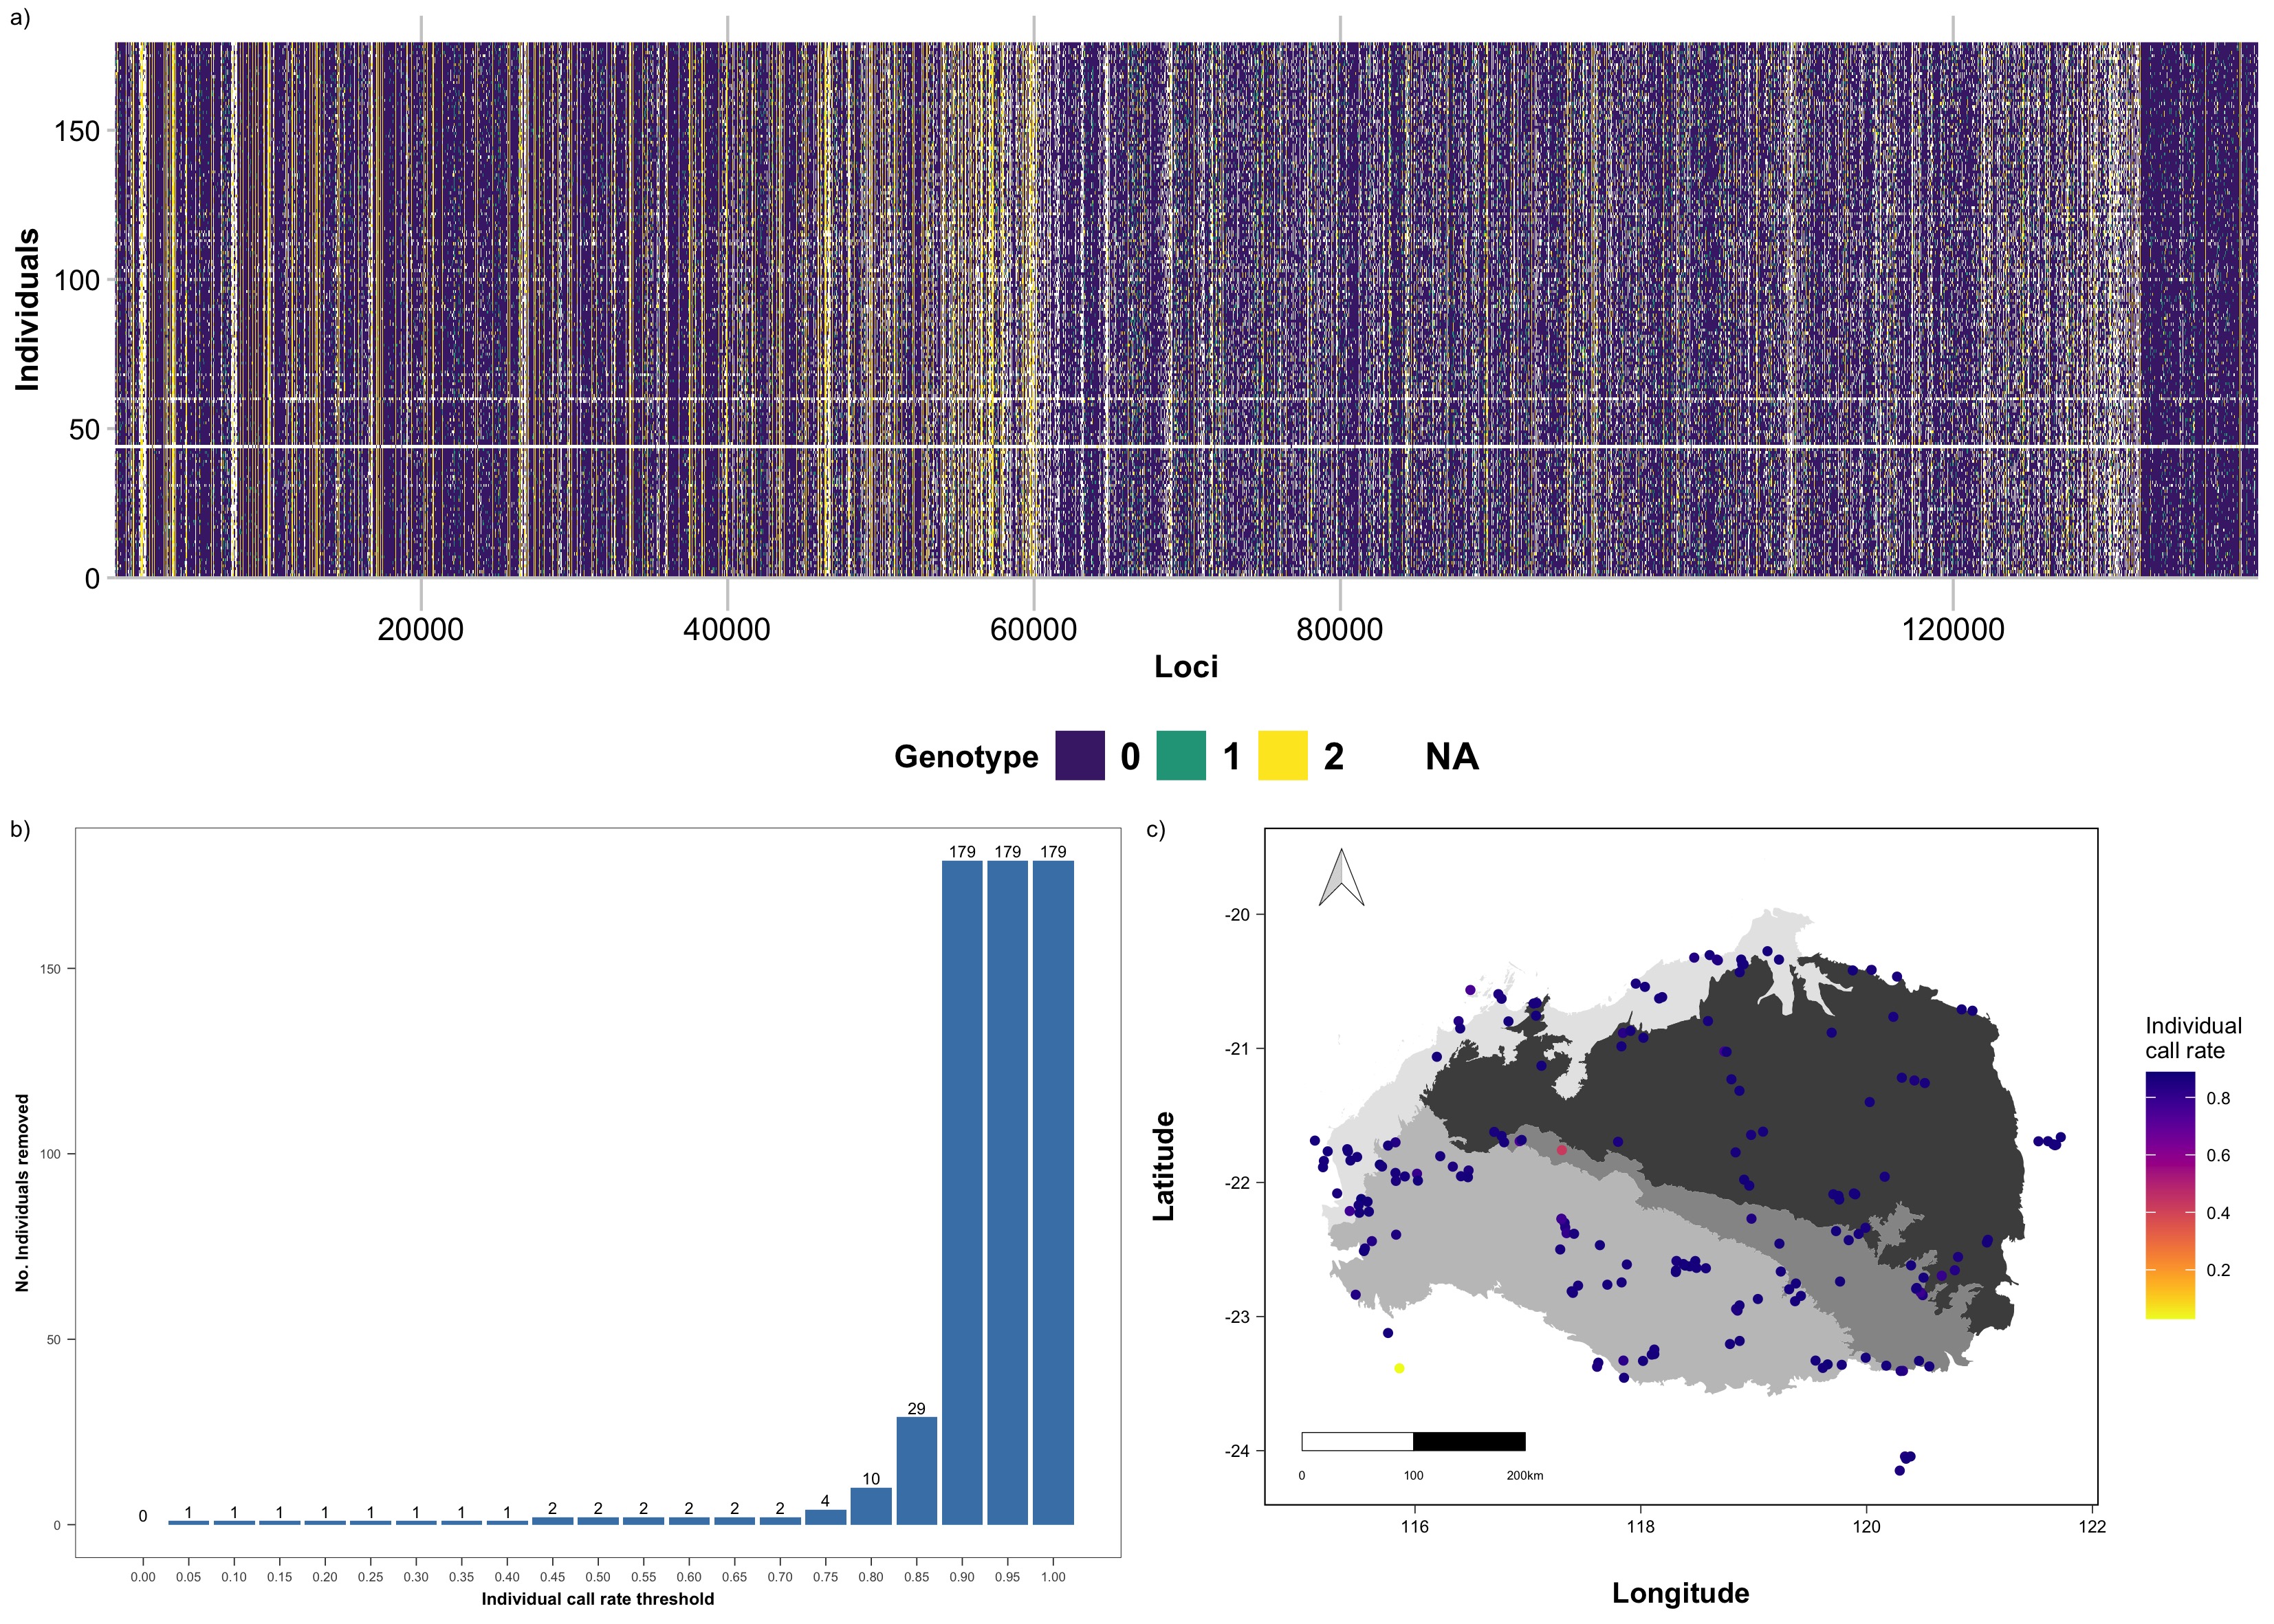 a)
Individuals
150
100
50
0
20000 40000 60000 80000 120000
Loci
Genotype 0 1 2 NA
b)
No. Individuals removed
150
100
50
0
0 1 1 1 1 1 1 1 1 2 2 2 2 2 2 4 10 29 179 179 179
0.00 0.05 0.10 0.15 0.20 0.25 0.30 0.35 0.40 0.45 0.50 0.55 0.60 0.65 0.70 0.75 0.80 0.85 0.90 0.95 1.00
Individual call rate threshold
c)
Latitude
-20
-21
-22
-23
-24
0 100 200km
116 118 120 122
Longitude
Individual
call rate
0.8
0.6
0.4
0.2